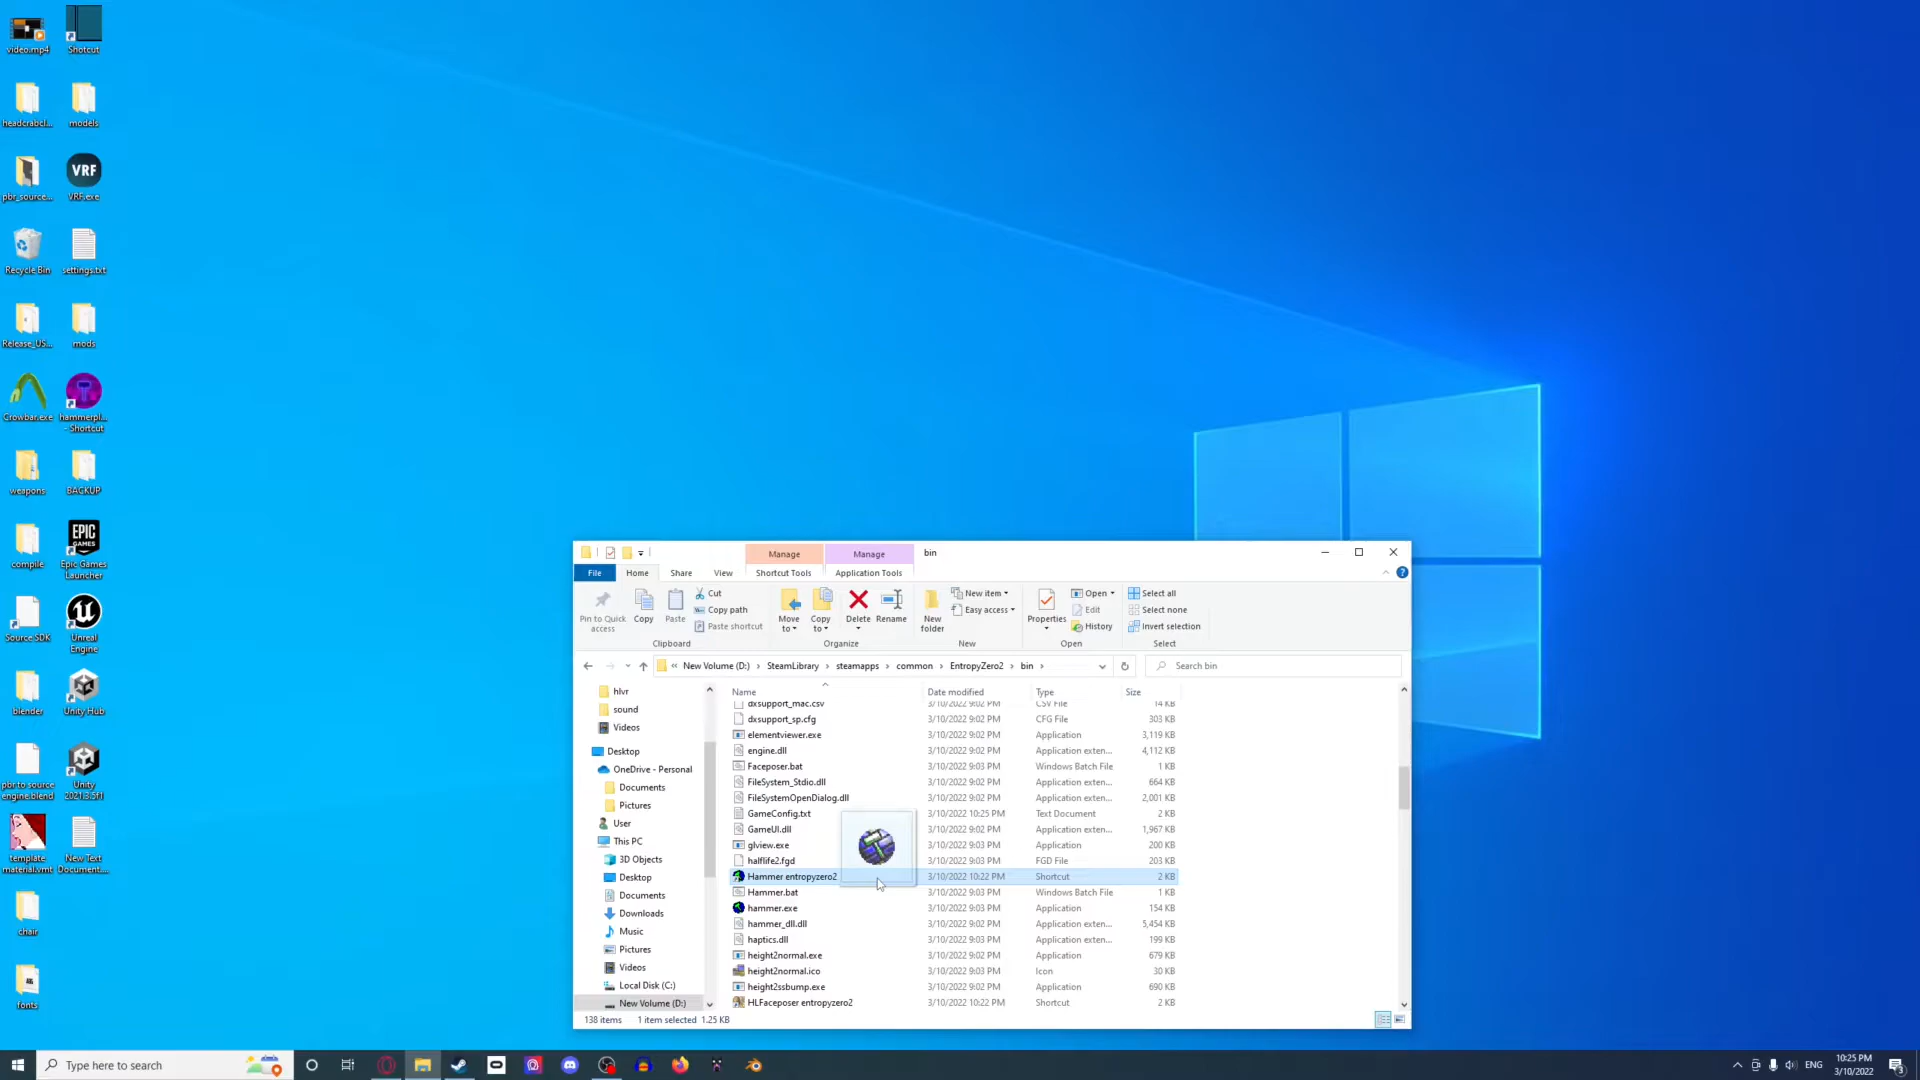 video.mp4
Shotcut
headcrabcl...
models
pbr_source...
VRF
VRF.exe
Recycle Bin
settings.txt
Release_US...
mods
Crowbar.exe
hammerpl...
- Shortcut
weapons
BACKUP
compile
EPIC
GAMES
Epic Games
Launcher
Source SDK
Unreal
Engine
blender
Unity Hub
pbr to source
engine.blend
Unity
2021.3.5f1
template
material.vmt
New Text
Document...
chair
fonts
Manage
Manage
bin
File
Home
Share
View
Shortcut Tools
Application Tools
Pin to Quick
access
Copy
Paste
Cut
Copy path
Paste shortcut
Clipboard
Move
to
Copy
to
Delete
Rename
Organize
New
folder
New item
Easy access
New
Properties
Open
Edit
History
Open
Select all
Select none
Invert selection
Select
« New Volume (D:) › SteamLibrary › steamapps › common › EntropyZero2 › bin ›
Search bin
hlvr
sound
Videos
Desktop
OneDrive - Personal
Documents
Pictures
User
This PC
3D Objects
Desktop
Documents
Downloads
Music
Pictures
Videos
Local Disk (C:)
New Volume (D:)
Name Date modified Type Size
dxsupport_mac.csv 3/10/2022 9:02 PM CSV File 14 KB
dxsupport_sp.cfg 3/10/2022 9:02 PM CFG File 303 KB
elementviewer.exe 3/10/2022 9:02 PM Application 3,119 KB
engine.dll 3/10/2022 9:02 PM Application exten... 4,112 KB
Faceposer.bat 3/10/2022 9:03 PM Windows Batch File 1 KB
FileSystem_Stdio.dll 3/10/2022 9:02 PM Application exten... 664 KB
FileSystemOpenDialog.dll 3/10/2022 9:02 PM Application exten... 2,001 KB
GameConfig.txt 3/10/2022 10:25 PM Text Document 2 KB
GameUI.dll 3/10/2022 9:03 PM Application exten... 1,967 KB
glview.exe 3/10/2022 9:03 PM Application 200 KB
halflife2.fgd 3/10/2022 9:03 PM FGD File 203 KB
Hammer entropyzero2 3/10/2022 10:22 PM Shortcut 2 KB
Hammer.bat 3/10/2022 9:03 PM Windows Batch File 1 KB
hammer.exe 3/10/2022 9:03 PM Application 154 KB
hammer_dll.dll 3/10/2022 9:02 PM Application exten... 5,454 KB
haptics.dll 3/10/2022 9:03 PM Application exten... 199 KB
height2normal.exe 3/10/2022 9:02 PM Application 679 KB
height2normal.ico 3/10/2022 9:03 PM Icon 30 KB
height2ssbump.exe 3/10/2022 9:02 PM Application 690 KB
HLFaceposer entropyzero2 3/10/2022 10:22 PM Shortcut 2 KB
138 items 1 item selected 1.25 KB
Type here to search
ENG
10:25 PM
3/10/2022
3